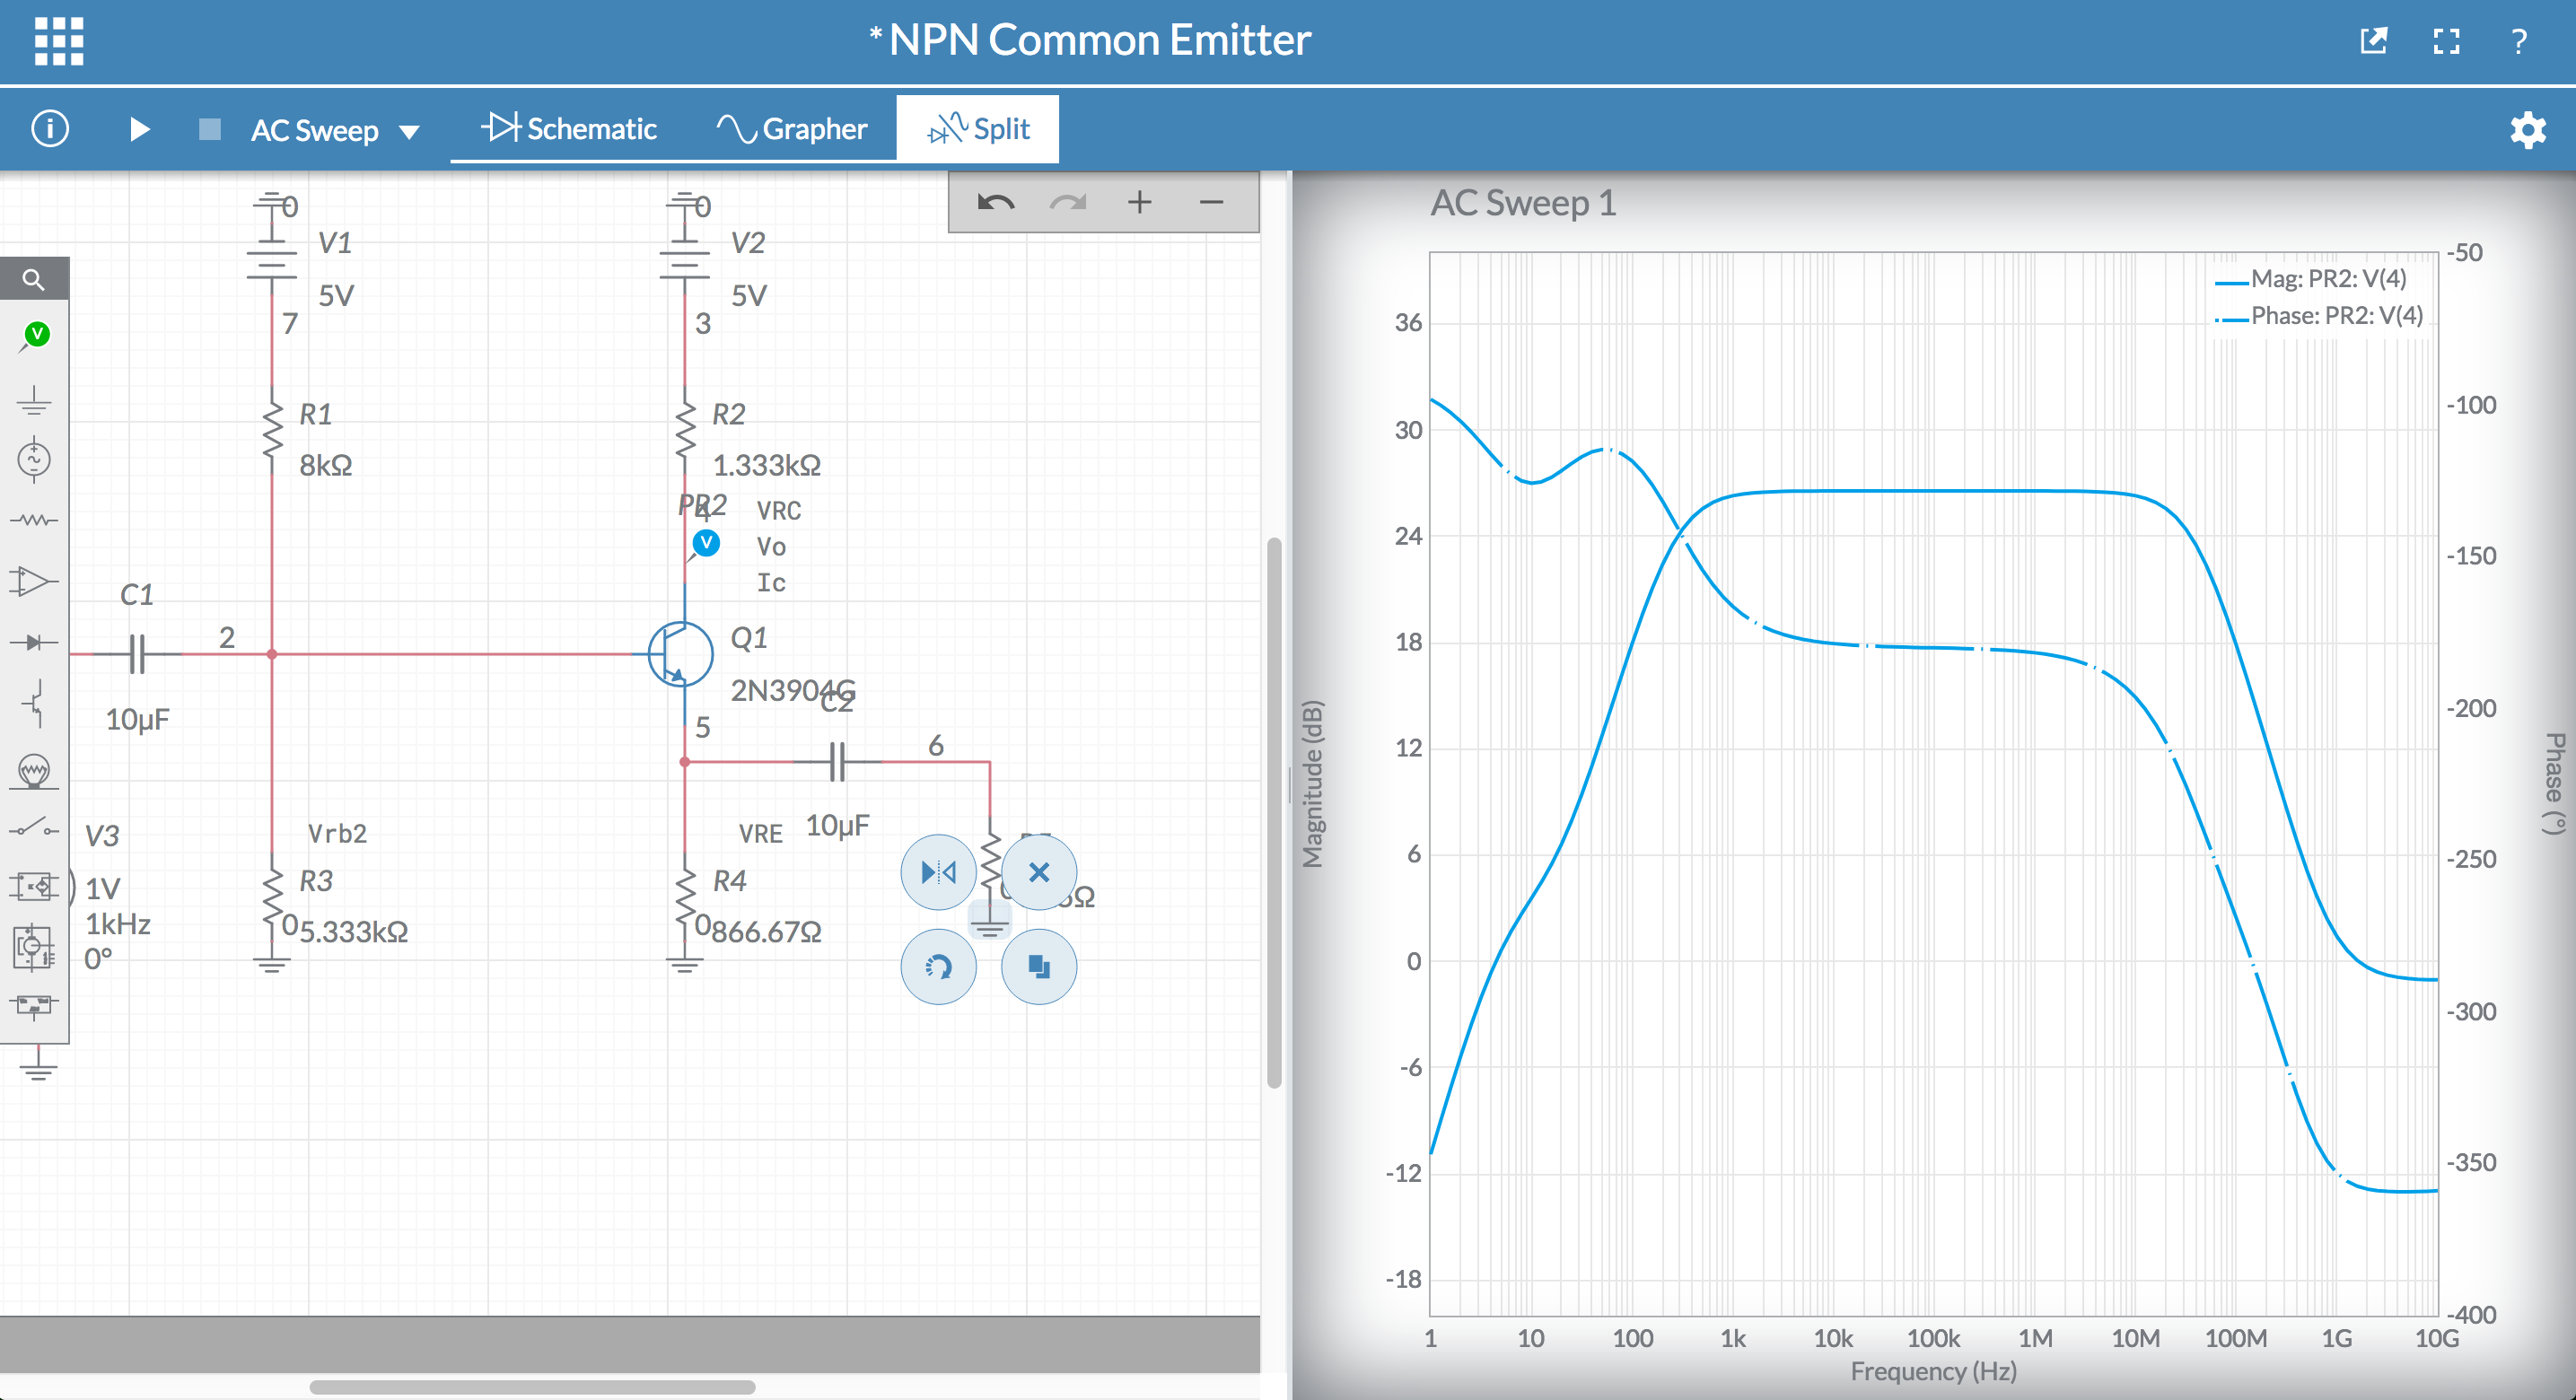 *NPN Common Emitter
?
i
AC Sweep
Schematic
Grapher
Split
0
V1
5V
7
R1
8kΩ
0
V2
5V
3
R2
1.333kΩ
PR2
4
VRC
Vo
Ic
V
V
C1
2
10µF
Q1
2N3904G
C2
5
6
10µF
V3
1V
1kHz
0°
Vrb2
R3
0
5.333kΩ
VRE
R4
0
866.67Ω
Ω
AC Sweep 1
Mag: PR2: V(4)
Phase: PR2: V(4)
Magnitude (dB)
36
30
24
18
12
6
0
-6
-12
-18
-50
-100
-150
-200
-250
-300
-350
-400
Phase (°)
1
10
100
1k
10k
100k
1M
10M
100M
1G
10G
Frequency (Hz)